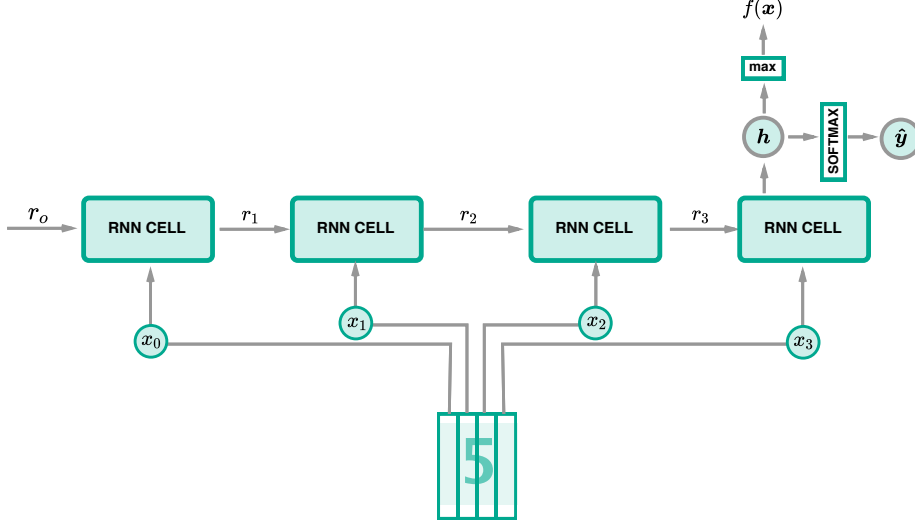 f(x)
max
h
SOFTMAX
ŷ
r_o
RNN CELL
r_1
RNN CELL
r_2
RNN CELL
r_3
RNN CELL
x_0
x_1
x_2
x_3
5